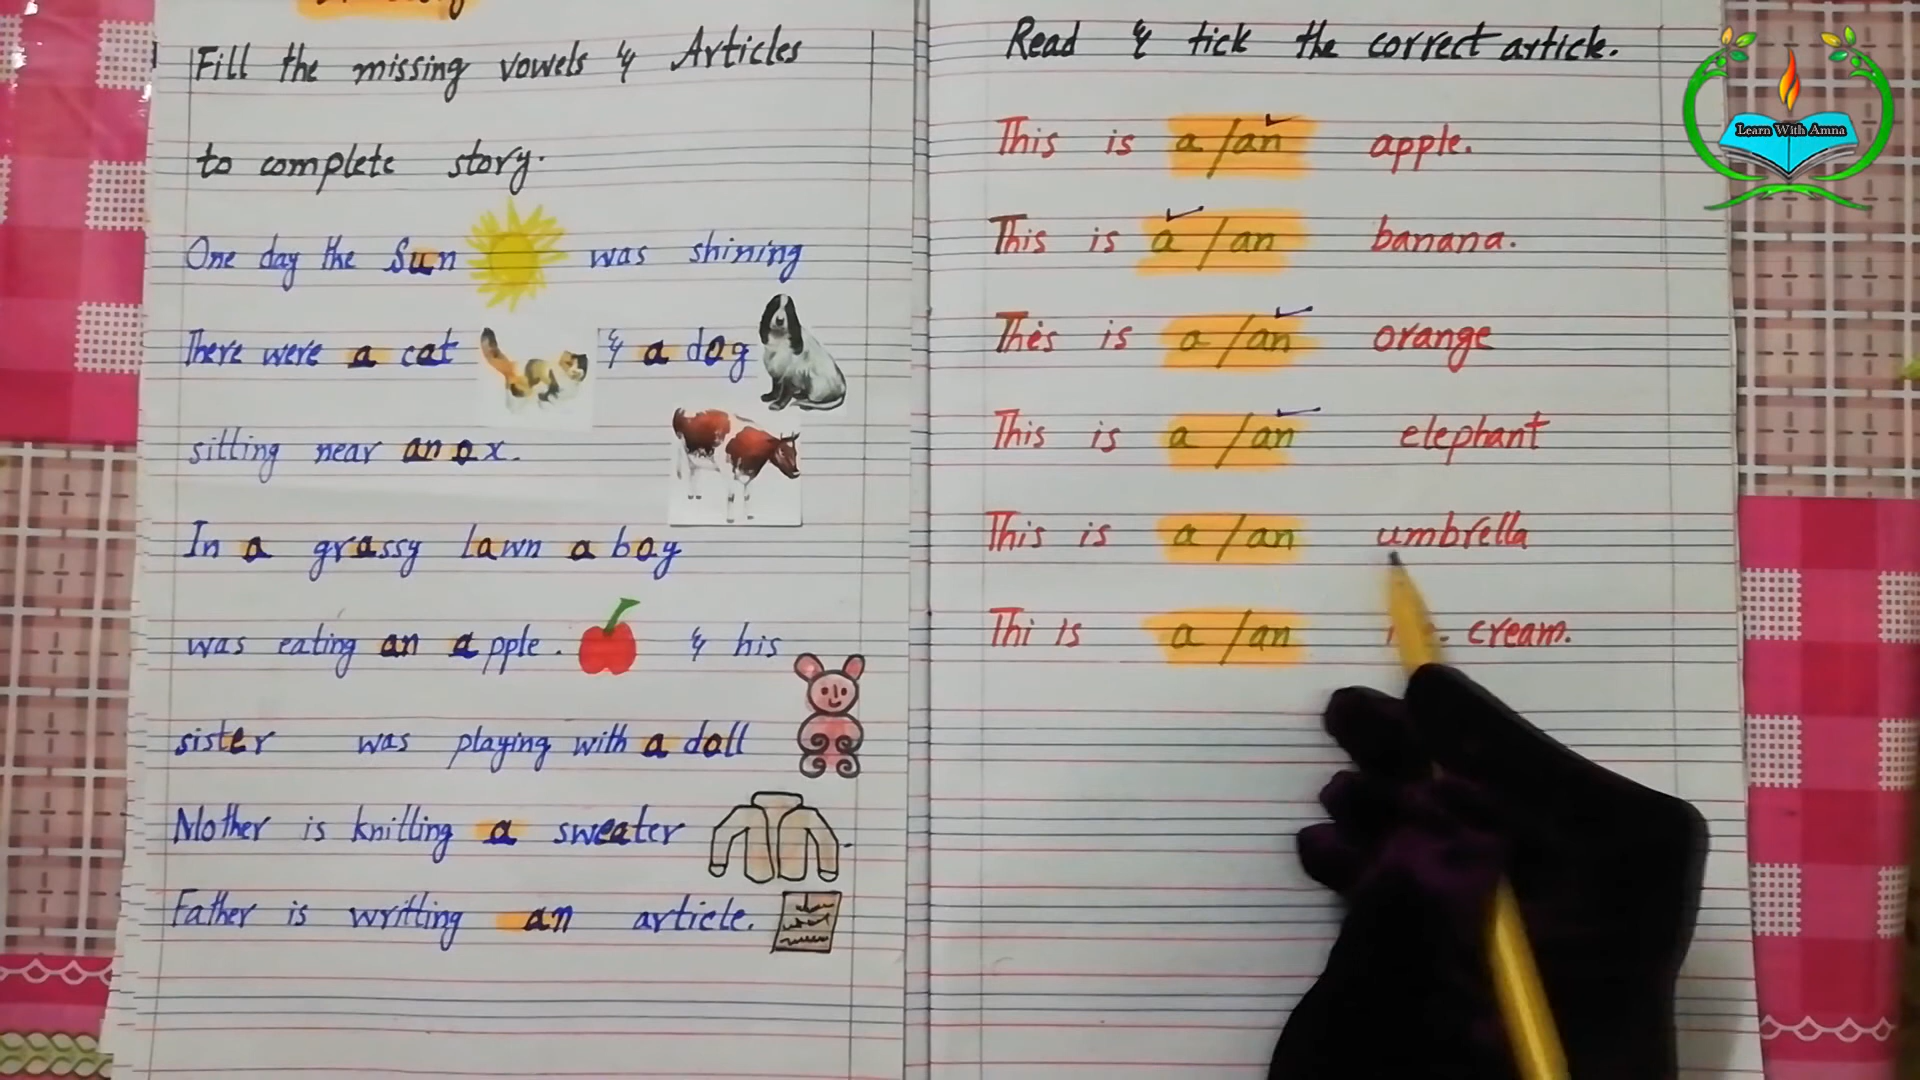 Fill the missing vowels & Articles
to complete story.
One day the Sun was shining
There were a cat & a dog
sitting near an ox.
In a grassy lawn a boy
was eating an apple. & his
sister was playing with a doll
Mother is knitting a sweater
Father is writting an article.
Read & tick the correct article.
This is a/an apple.
This is a/an banana.
This is a/an orange
This is a/an elephant
This is a/an umbrella
Thi is a/an cream.
Learn With Amna